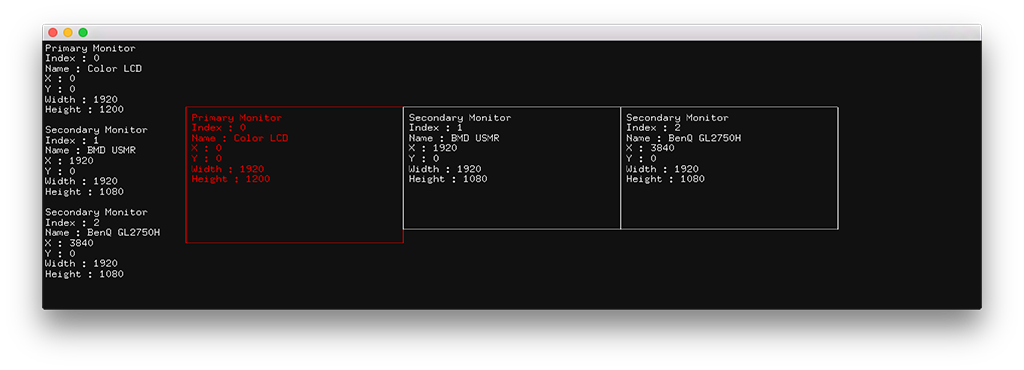 Primary Monitor
Index : 0
Name : Color LCD
X : 0
Y : 0
Width : 1920
Height : 1200
Secondary Monitor
Index : 1
Name : BMD USMR
X : 1920
Y : 0
Width : 1920
Height : 1080
Secondary Monitor
Index : 2
Name : BenQ GL2750H
X : 3840
Y : 0
Width : 1920
Height : 1080
Primary Monitor
Index : 0
Name : Color LCD
X : 0
Y : 0
Width : 1920
Height : 1200
Secondary Monitor
Index : 1
Name : BMD USMR
X : 1920
Y : 0
Width : 1920
Height : 1080
Secondary Monitor
Index : 2
Name : BenQ GL2750H
X : 3840
Y : 0
Width : 1920
Height : 1080